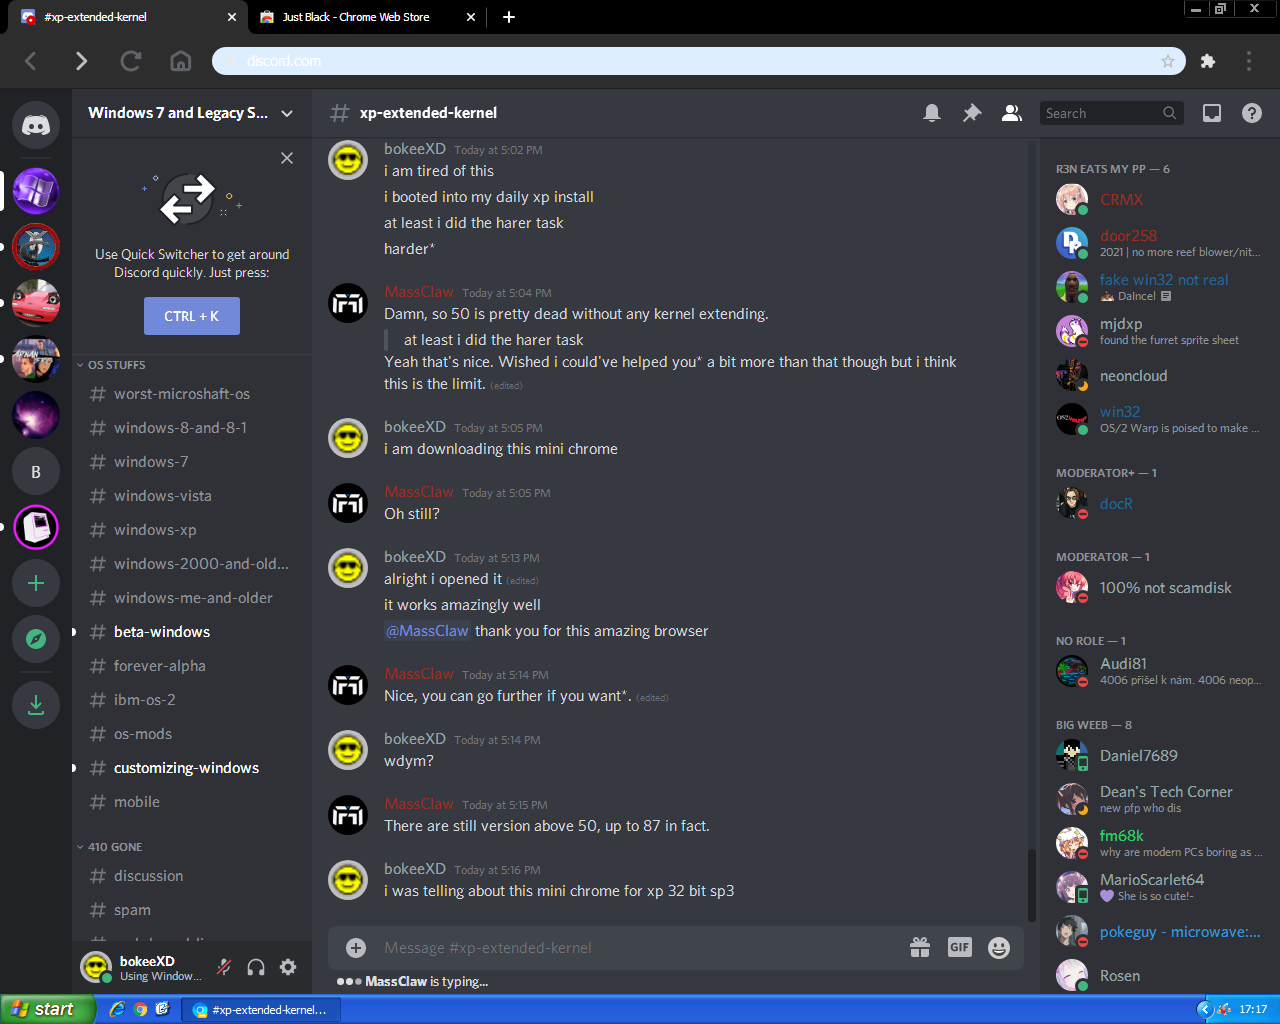 #xp-extended-kernel
Just Black - Chrome Web Store
discord.com
Windows 7 and Legacy S...
xp-extended-kernel
Search
Use Quick Switcher to get around
Discord quickly. Just press:
CTRL + K
OS STUFFS
worst-microshaft-os
windows-8-and-8-1
windows-7
windows-vista
windows-xp
windows-2000-and-old...
windows-me-and-older
beta-windows
forever-alpha
ibm-os-2
os-mods
customizing-windows
mobile
410 GONE
discussion
spam
B
bokeeXD
Using Window...
bokeeXD Today at 5:02 PM
i am tired of this
i booted into my daily xp install
at least i did the harer task
harder*
MassClaw Today at 5:04 PM
Damn, so 50 is pretty dead without any kernel extending.
at least i did the harer task
Yeah that's nice. Wished i could've helped you* a bit more than that though but i think
this is the limit. (edited)
bokeeXD Today at 5:05 PM
i am downloading this mini chrome
MassClaw Today at 5:05 PM
Oh still?
bokeeXD Today at 5:13 PM
alright i opened it (edited)
it works amazingly well
@MassClaw thank you for this amazing browser
MassClaw Today at 5:14 PM
Nice, you can go further if you want*. (edited)
bokeeXD Today at 5:14 PM
wdym?
MassClaw Today at 5:15 PM
There are still version above 50, up to 87 in fact.
bokeeXD Today at 5:16 PM
i was telling about this mini chrome for xp 32 bit sp3
Message #xp-extended-kernel
GIF
MassClaw is typing...
R3N EATS MY PP — 6
CRMX
door258
2021 | no more reef blower/nit...
fake win32 not real
DaIncel
mjdxp
found the furret sprite sheet
neoncloud
win32
OS/2 Warp is poised to make ...
MODERATOR+ — 1
docR
MODERATOR — 1
100% not scamdisk
NO ROLE — 1
Audi81
4006 přišel k nám. 4006 neop...
BIG WEEB — 8
Daniel7689
Dean's Tech Corner
new pfp who dis
fm68k
why are modern PCs boring as ...
MarioScarlet64
She is so cute!-
pokeguy - microwave:...
Rosen
start
#xp-extended-kernel...
17:17